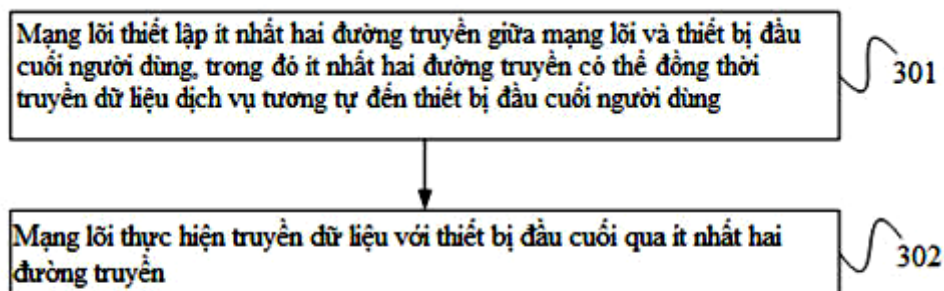 Mạng lõi thiết lập ít nhất hai đường truyền giữa mạng lõi và thiết bị đầu
cuối người dùng, trong đó ít nhất hai đường truyền có thể đồng thời
truyền dữ liệu dịch vụ tương tự đến thiết bị đầu cuối người dùng
301
Mạng lõi thực hiện truyền dữ liệu với thiết bị đầu cuối qua ít nhất hai
đường truyền
302